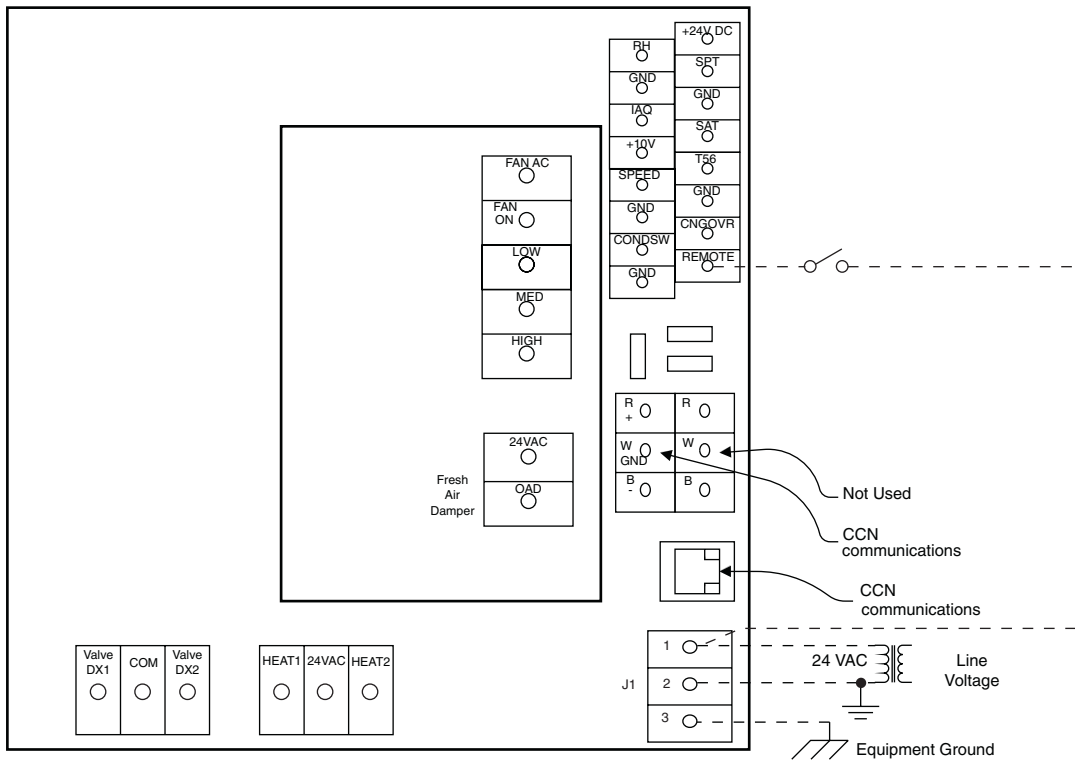 +24V DC
SPT
GND
SAT
T56
GND
CNGOVR
REMOTE
RH
GND
IAQ
+10V
SPEED
GND
CONDSW
GND
FAN AC
FAN
ON
LOW
MED
HIGH
24VAC
OAD
Fresh
Air
Damper
R
+
R
W
GND
W
B
-
B
Not Used
CCN
communications
CCN
communications
Valve
DX1
COM
Valve
DX2
HEAT1
24VAC
HEAT2
J1
1
2
3
24 VAC
Line
Voltage
Equipment Ground